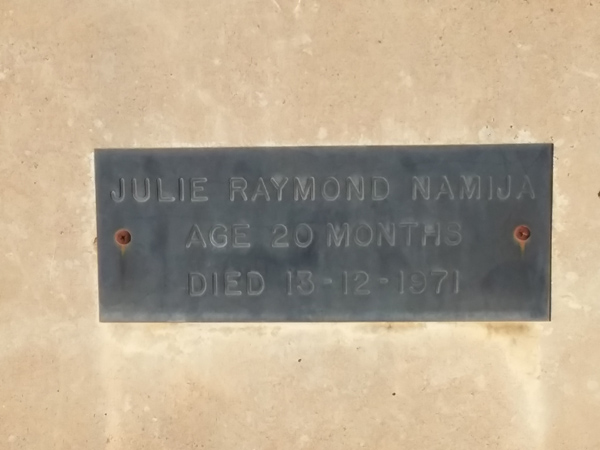 JULIE RAYMOND NAMIJA
AGE 20 MONTHS
DIED 13-12-1971